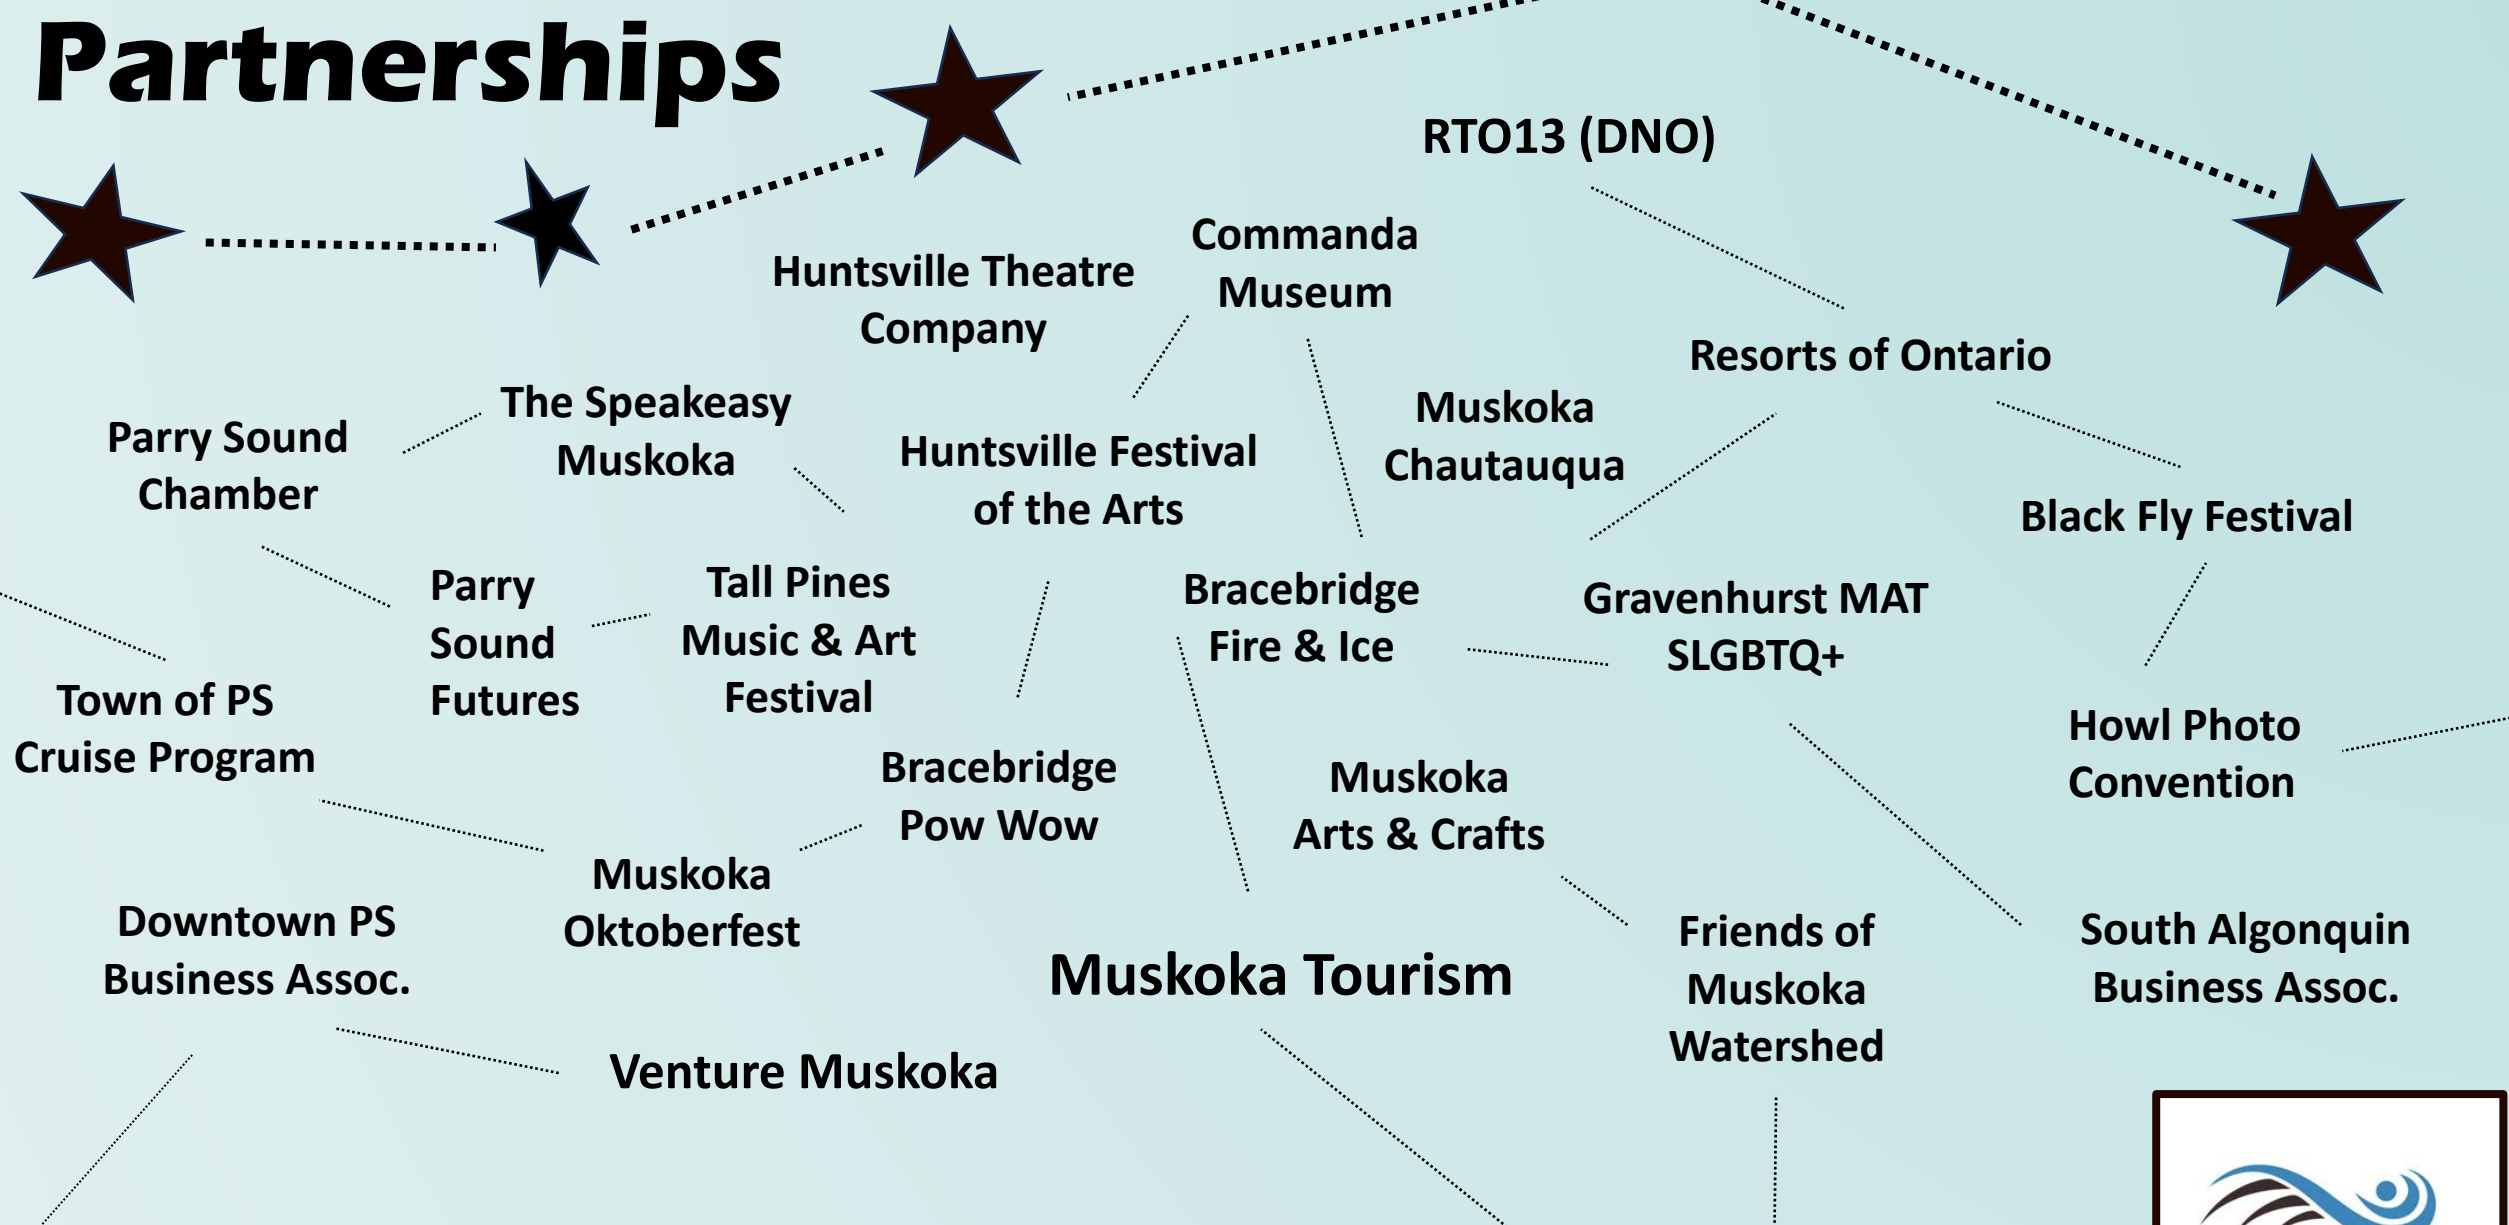 Partnerships
RTO13 (DNO)
Commanda
Museum
Huntsville Theatre
Company
Resorts of Ontario
The Speakeasy
Muskoka
Muskoka
Chautauqua
Parry Sound
Chamber
Huntsville Festival
of the Arts
Black Fly Festival
Parry
Sound
Futures
Tall Pines
Music & Art
Festival
Bracebridge
Fire & Ice
Gravenhurst MAT
SLGBTQ+
Town of PS
Cruise Program
Howl Photo
Convention
Bracebridge
Pow Wow
Muskoka
Arts & Crafts
Muskoka
Oktoberfest
Downtown PS
Business Assoc.
Muskoka Tourism
Friends of
Muskoka
Watershed
South Algonquin
Business Assoc.
Venture Muskoka